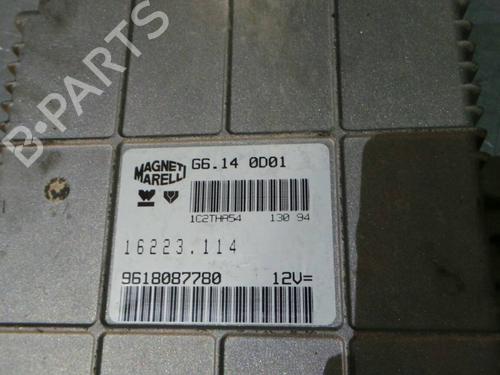 B-PARTS
MAGNETI MARELLI
G6.14 0D01
1C2THA54 130 94
16223.114
9618087780 12V=